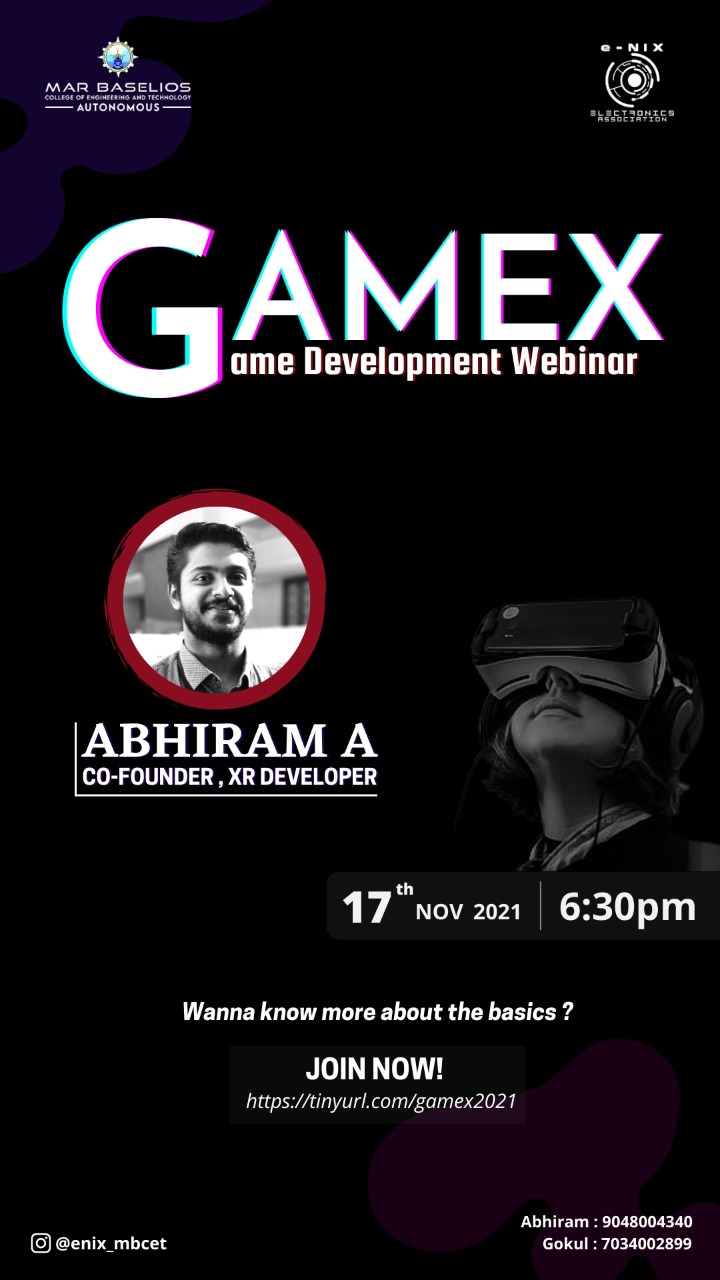 MAR BASELIOS
COLLEGE OF ENGINEERING AND TECHNOLOGY
AUTONOMOUS
e-NIX
ELECTRONICS
ASSOCIATION
GAMEX
ame Development Webinar
ABHIRAM A
CO-FOUNDER , XR DEVELOPER
17th NOV 2021 6:30pm
Wanna know more about the basics ?
JOIN NOW!
https://tinyurl.com/gamex2021
@enix_mbcet
Abhiram : 9048004340
Gokul : 7034002899